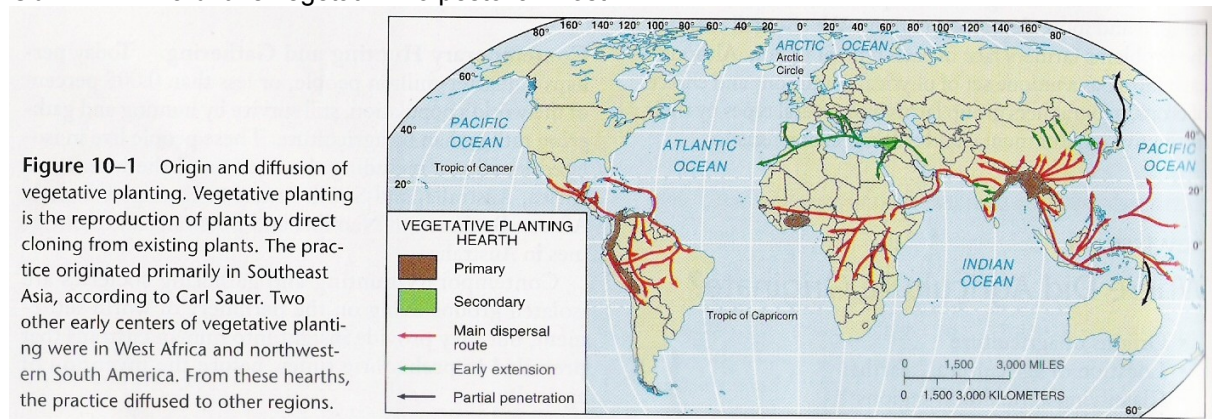 Figure 10–1 Origin and diffusion of
vegetative planting. Vegetative planting
is the reproduction of plants by direct
cloning from existing plants. The prac-
tice originated primarily in Southeast
Asia, according to Carl Sauer. Two
other early centers of vegetative planti-
ng were in West Africa and northwest-
ern South America. From these hearths,
the practice diffused to other regions.
160° 140° 120° 100° 80° 60° 40° 20° 0° 20° 40° 60° 80° 100° 120° 140° 160°
80° 80°
ARCTIC OCEAN
Arctic
Circle
60°
PACIFIC
OCEAN
40° 40°
ATLANTIC
OCEAN
PACIFIC
OCEAN
Tropic of Cancer
20° 20°
VEGETATIVE PLANTING
HEARTH
Primary
Secondary
Main dispersal
route
Early extension
Partial penetration
0°
INDIAN
OCEAN
Tropic of Capricorn
0 1,500 3,000 MILES
0 1,500 3,000 KILOMETERS
60°